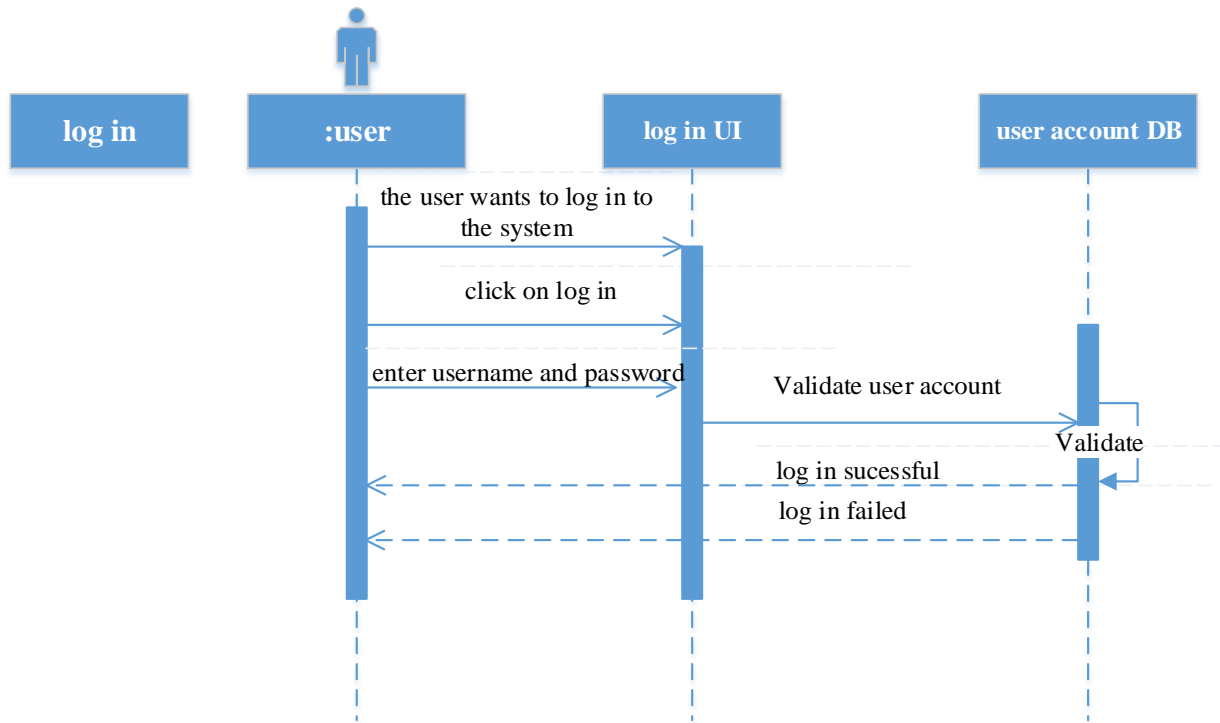 log in
:user
log in UI
user account DB
the user wants to log in to
the system
click on log in
enter username and password
Validate user account
Validate
log in sucessful
log in failed